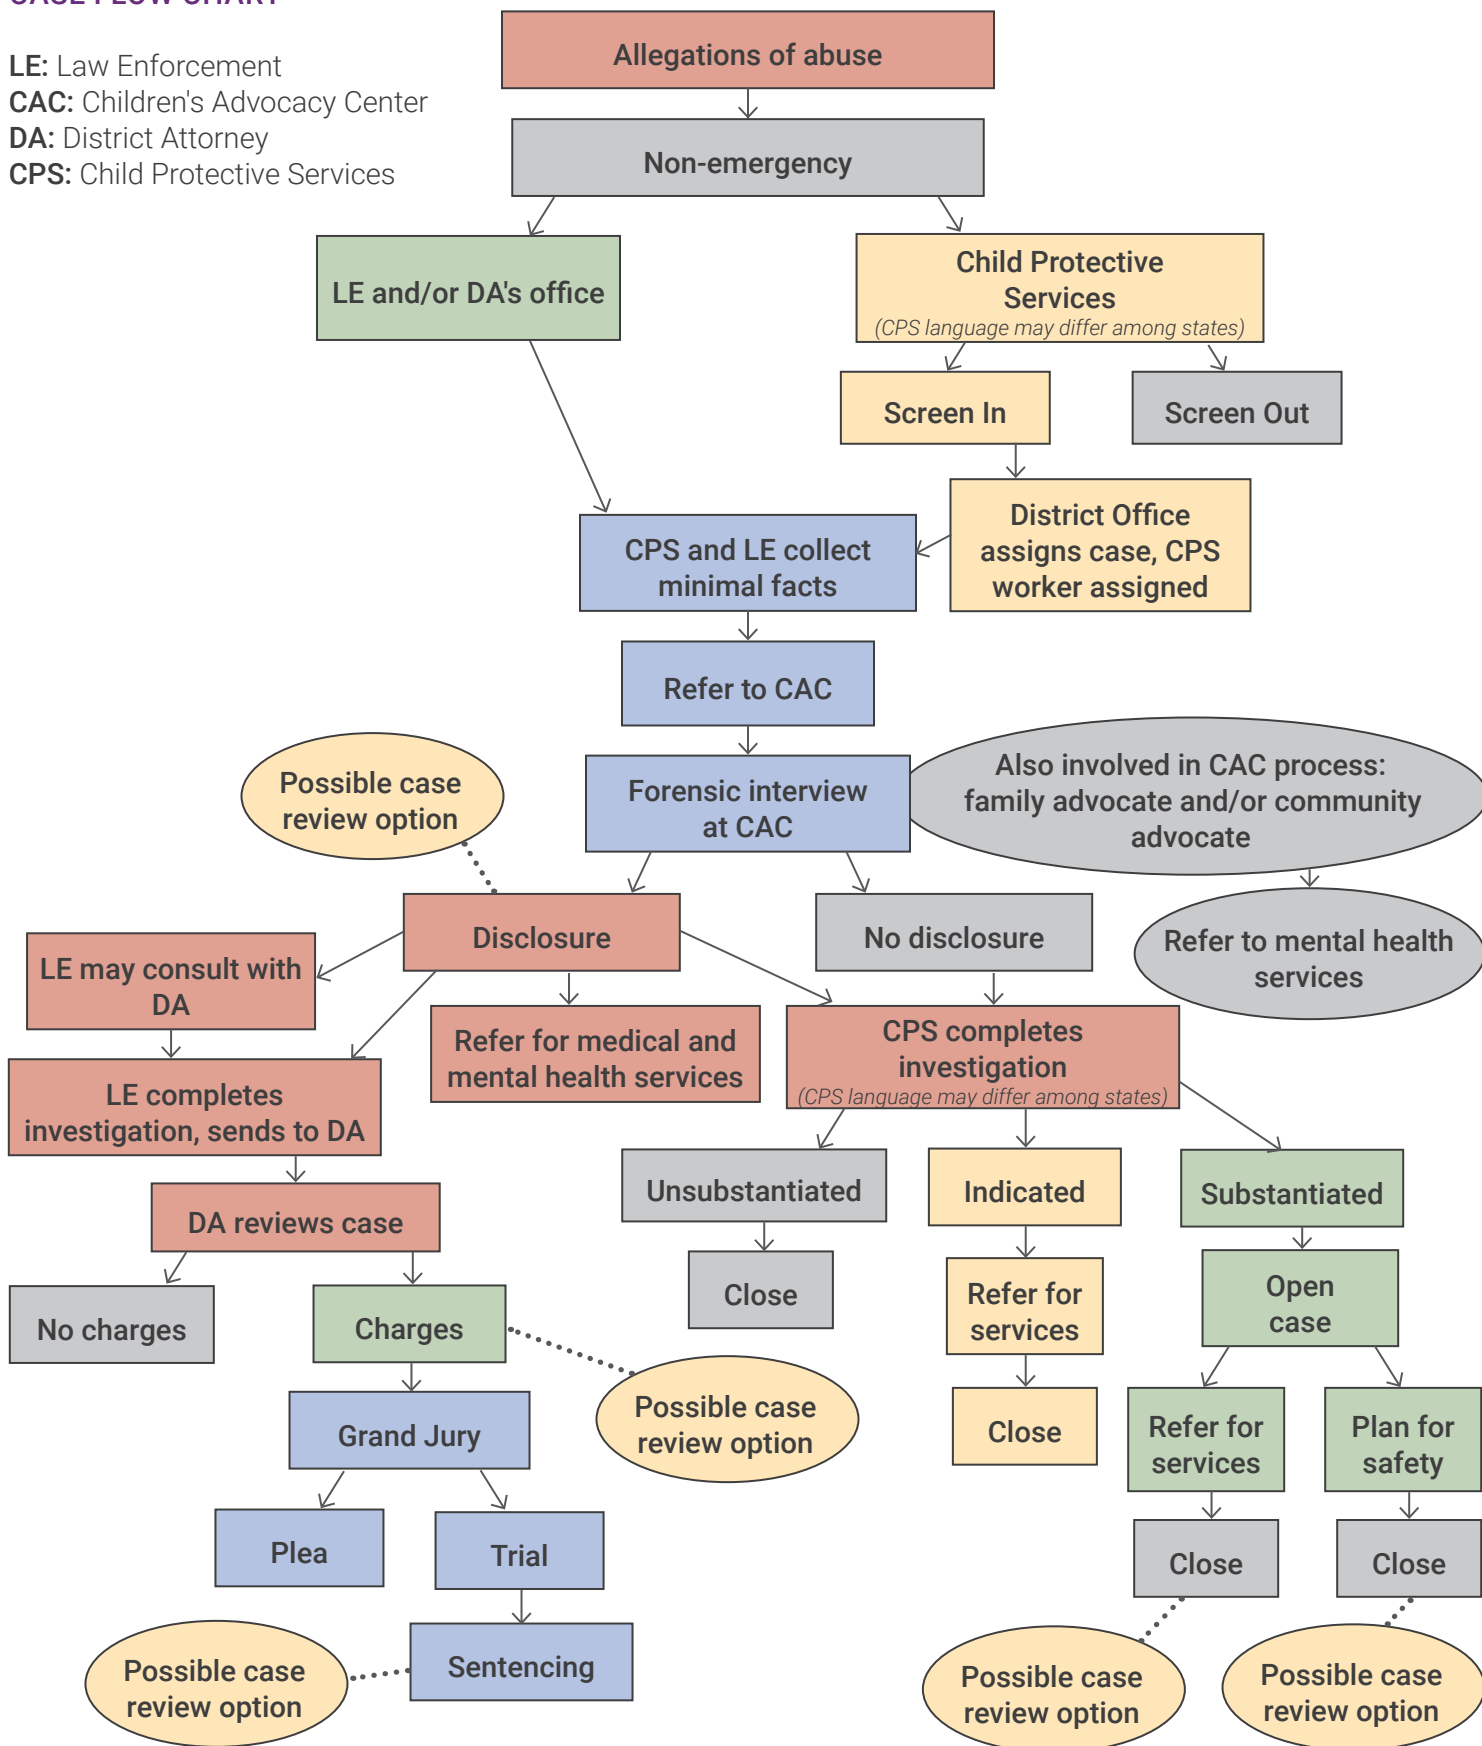 CASE FLOW CHART
LE: Law Enforcement
CAC: Children's Advocacy Center
DA: District Attorney
CPS: Child Protective Services
Allegations of abuse
Non-emergency
LE and/or DA's office
Child Protective
Services
(CPS language may differ among states)
Screen In
Screen Out
District Office
assigns case, CPS
worker assigned
CPS and LE collect
minimal facts
Refer to CAC
Forensic interview
at CAC
Also involved in CAC process:
family advocate and/or community
advocate
Refer to mental health
services
Possible case
review option
Disclosure
No disclosure
LE may consult with
DA
Refer for medical and
mental health services
CPS completes
investigation
(CPS language may differ among states)
LE completes
investigation, sends to DA
DA reviews case
No charges
Charges
Possible case
review option
Grand Jury
Plea
Trial
Sentencing
Possible case
review option
Unsubstantiated
Close
Indicated
Refer for
services
Close
Substantiated
Open
case
Refer for
services
Plan for
safety
Close
Close
Possible case
review option
Possible case
review option